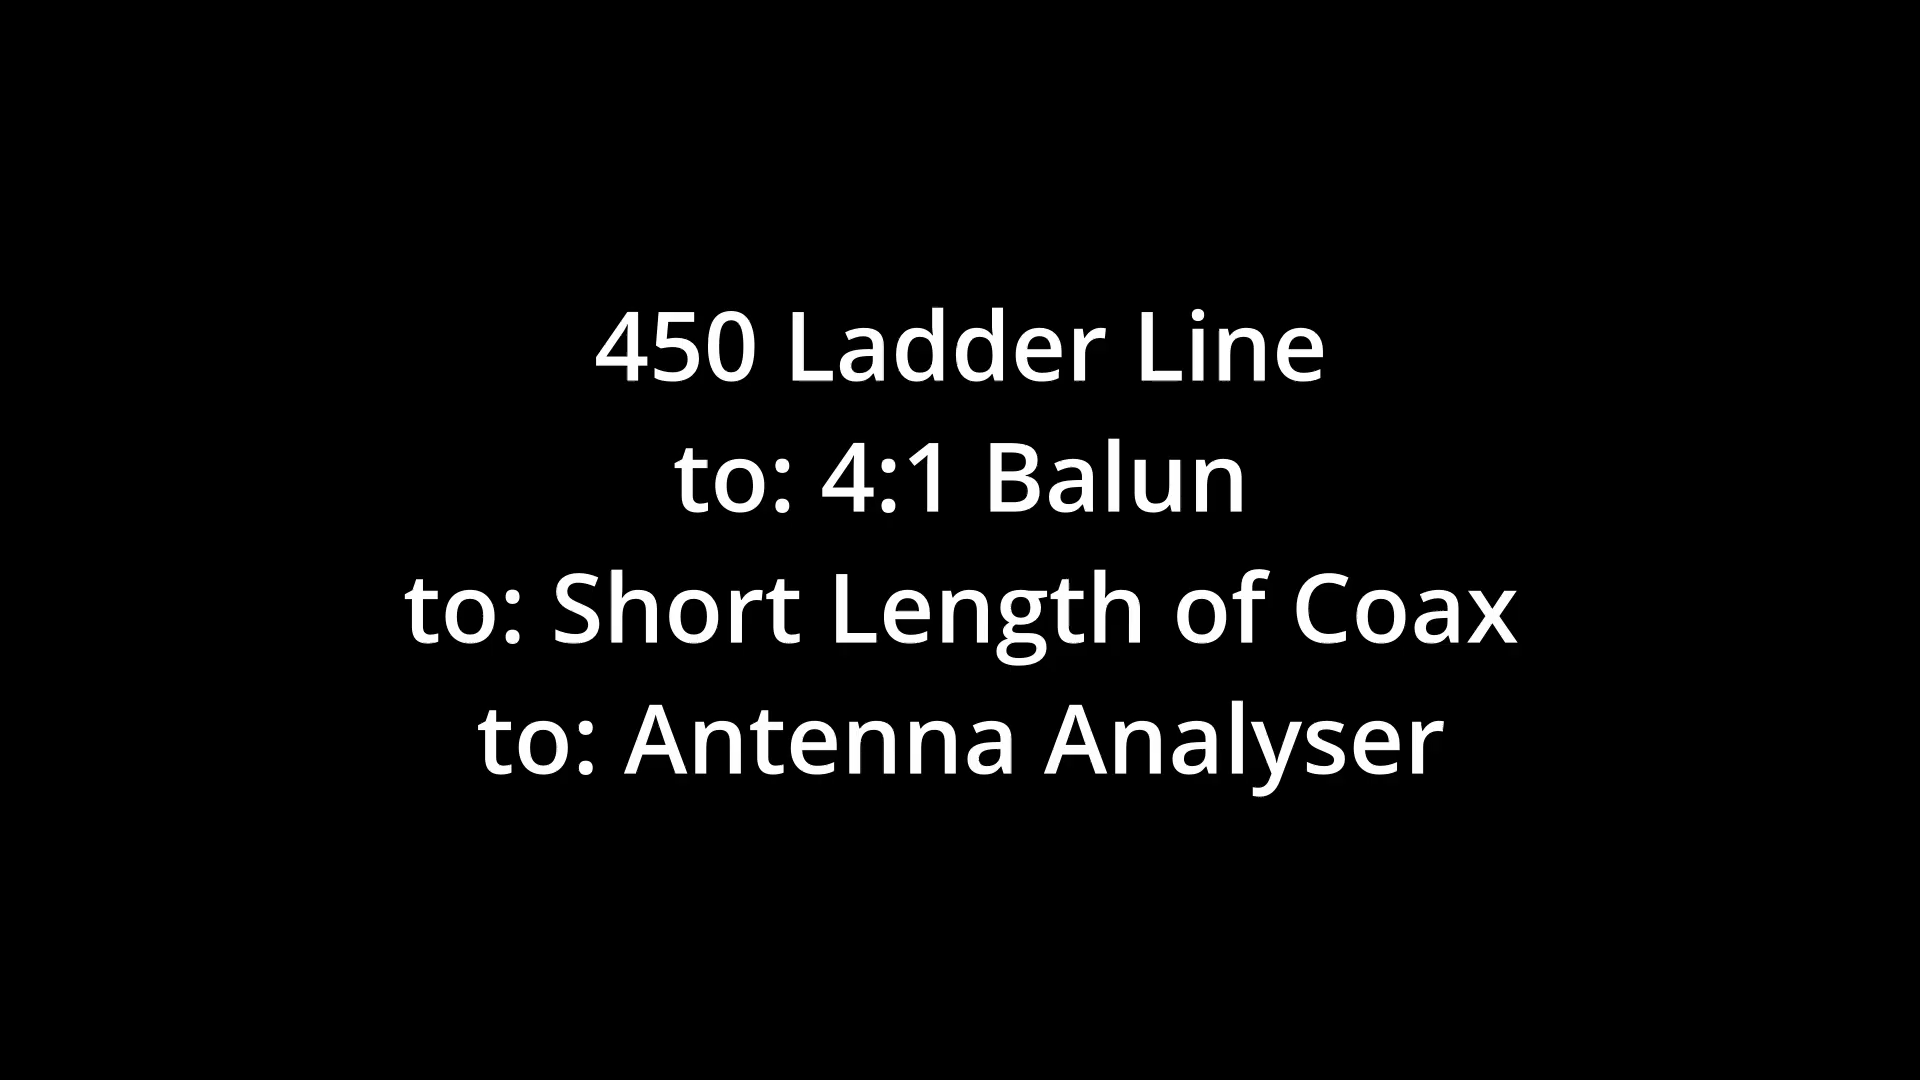 450 Ladder Line
to: 4:1 Balun
to: Short Length of Coax
to: Antenna Analyser